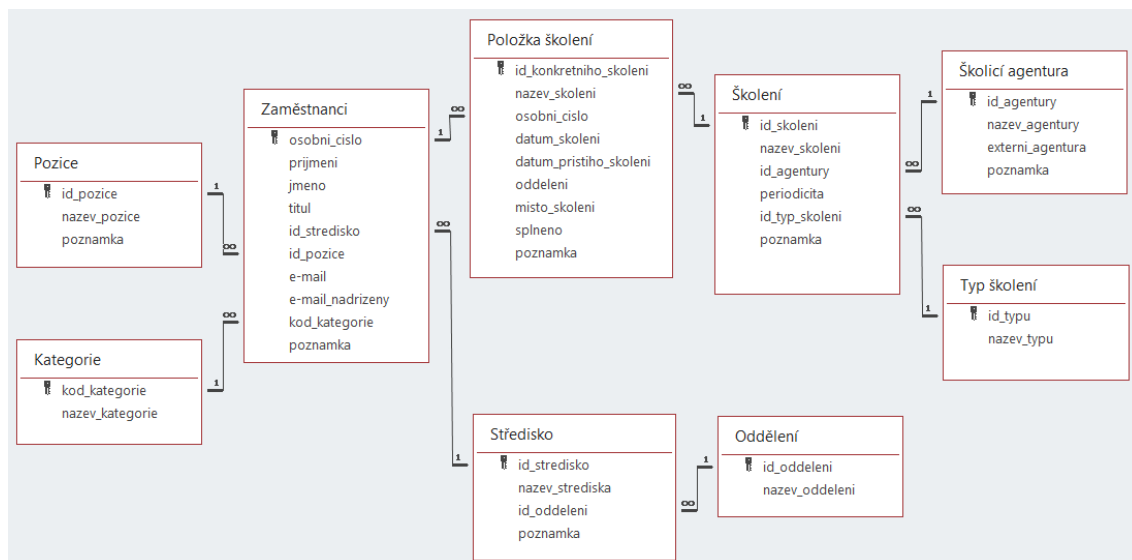 Pozice
id_pozice
nazev_pozice
poznamka
1
∞
Kategorie
kod_kategorie
nazev_kategorie
1
∞
Zaměstnanci
osobni_cislo
prijmeni
jmeno
titul
id_stredisko
id_pozice
e-mail
e-mail_nadrizeny
kod_kategorie
poznamka
1
∞
∞
1
Položka školení
id_konkretniho_skoleni
nazev_skoleni
osobni_cislo
datum_skoleni
datum_pristiho_skoleni
oddeleni
misto_skoleni
splneno
poznamka
∞
1
Školení
id_skoleni
nazev_skoleni
id_agentury
periodicita
id_typ_skoleni
poznamka
1
∞
∞
1
Školicí agentura
id_agentury
nazev_agentury
externi_agentura
poznamka
Typ školení
id_typu
nazev_typu
Středisko
id_stredisko
nazev_strediska
id_oddeleni
poznamka
1
∞
Oddělení
id_oddeleni
nazev_oddeleni